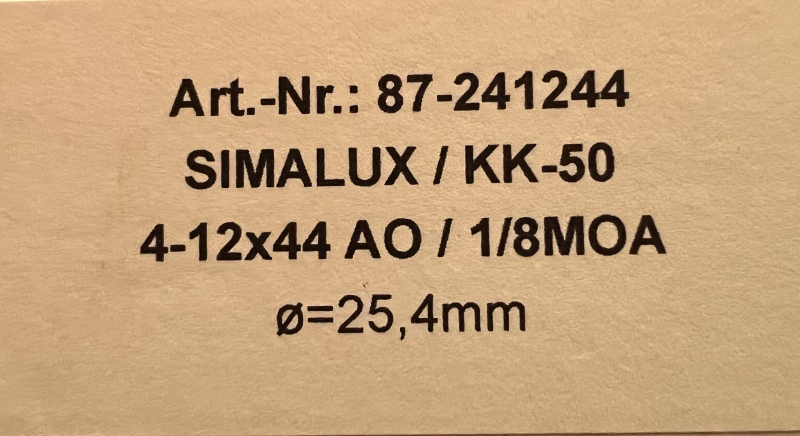 Art.-Nr.: 87-241244
SIMALUX / KK-50
4-12x44 AO / 1/8MOA
ø=25,4mm